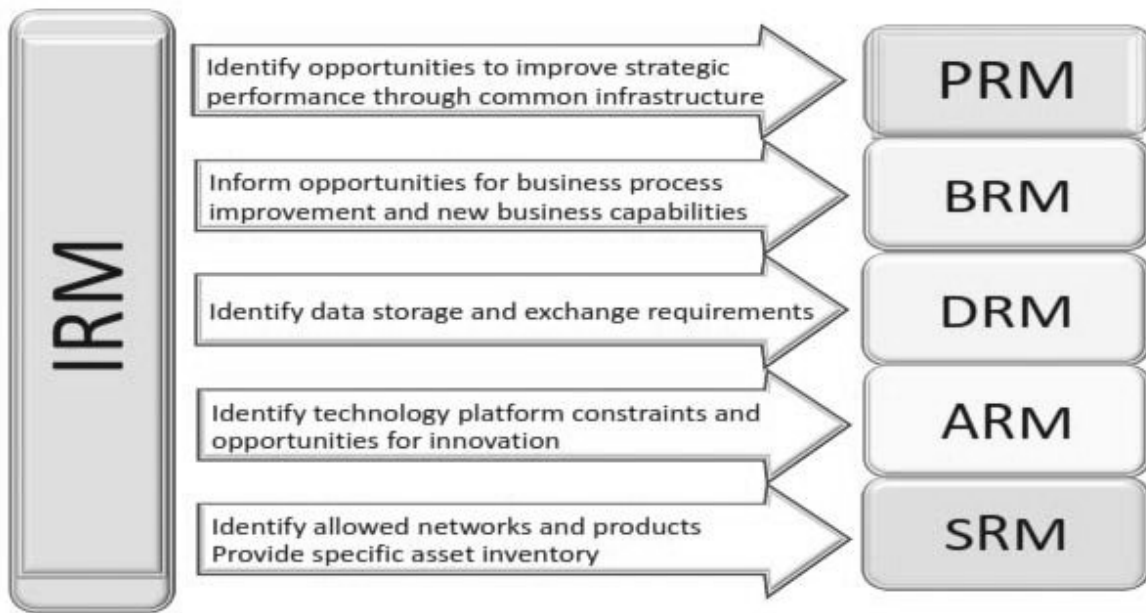 IRM
Identify opportunities to improve strategic
performance through common infrastructure
PRM
Inform opportunities for business process
improvement and new business capabilities
BRM
Identify data storage and exchange requirements
DRM
Identify technology platform constraints and
opportunities for innovation
ARM
Identify allowed networks and products
Provide specific asset inventory
SRM